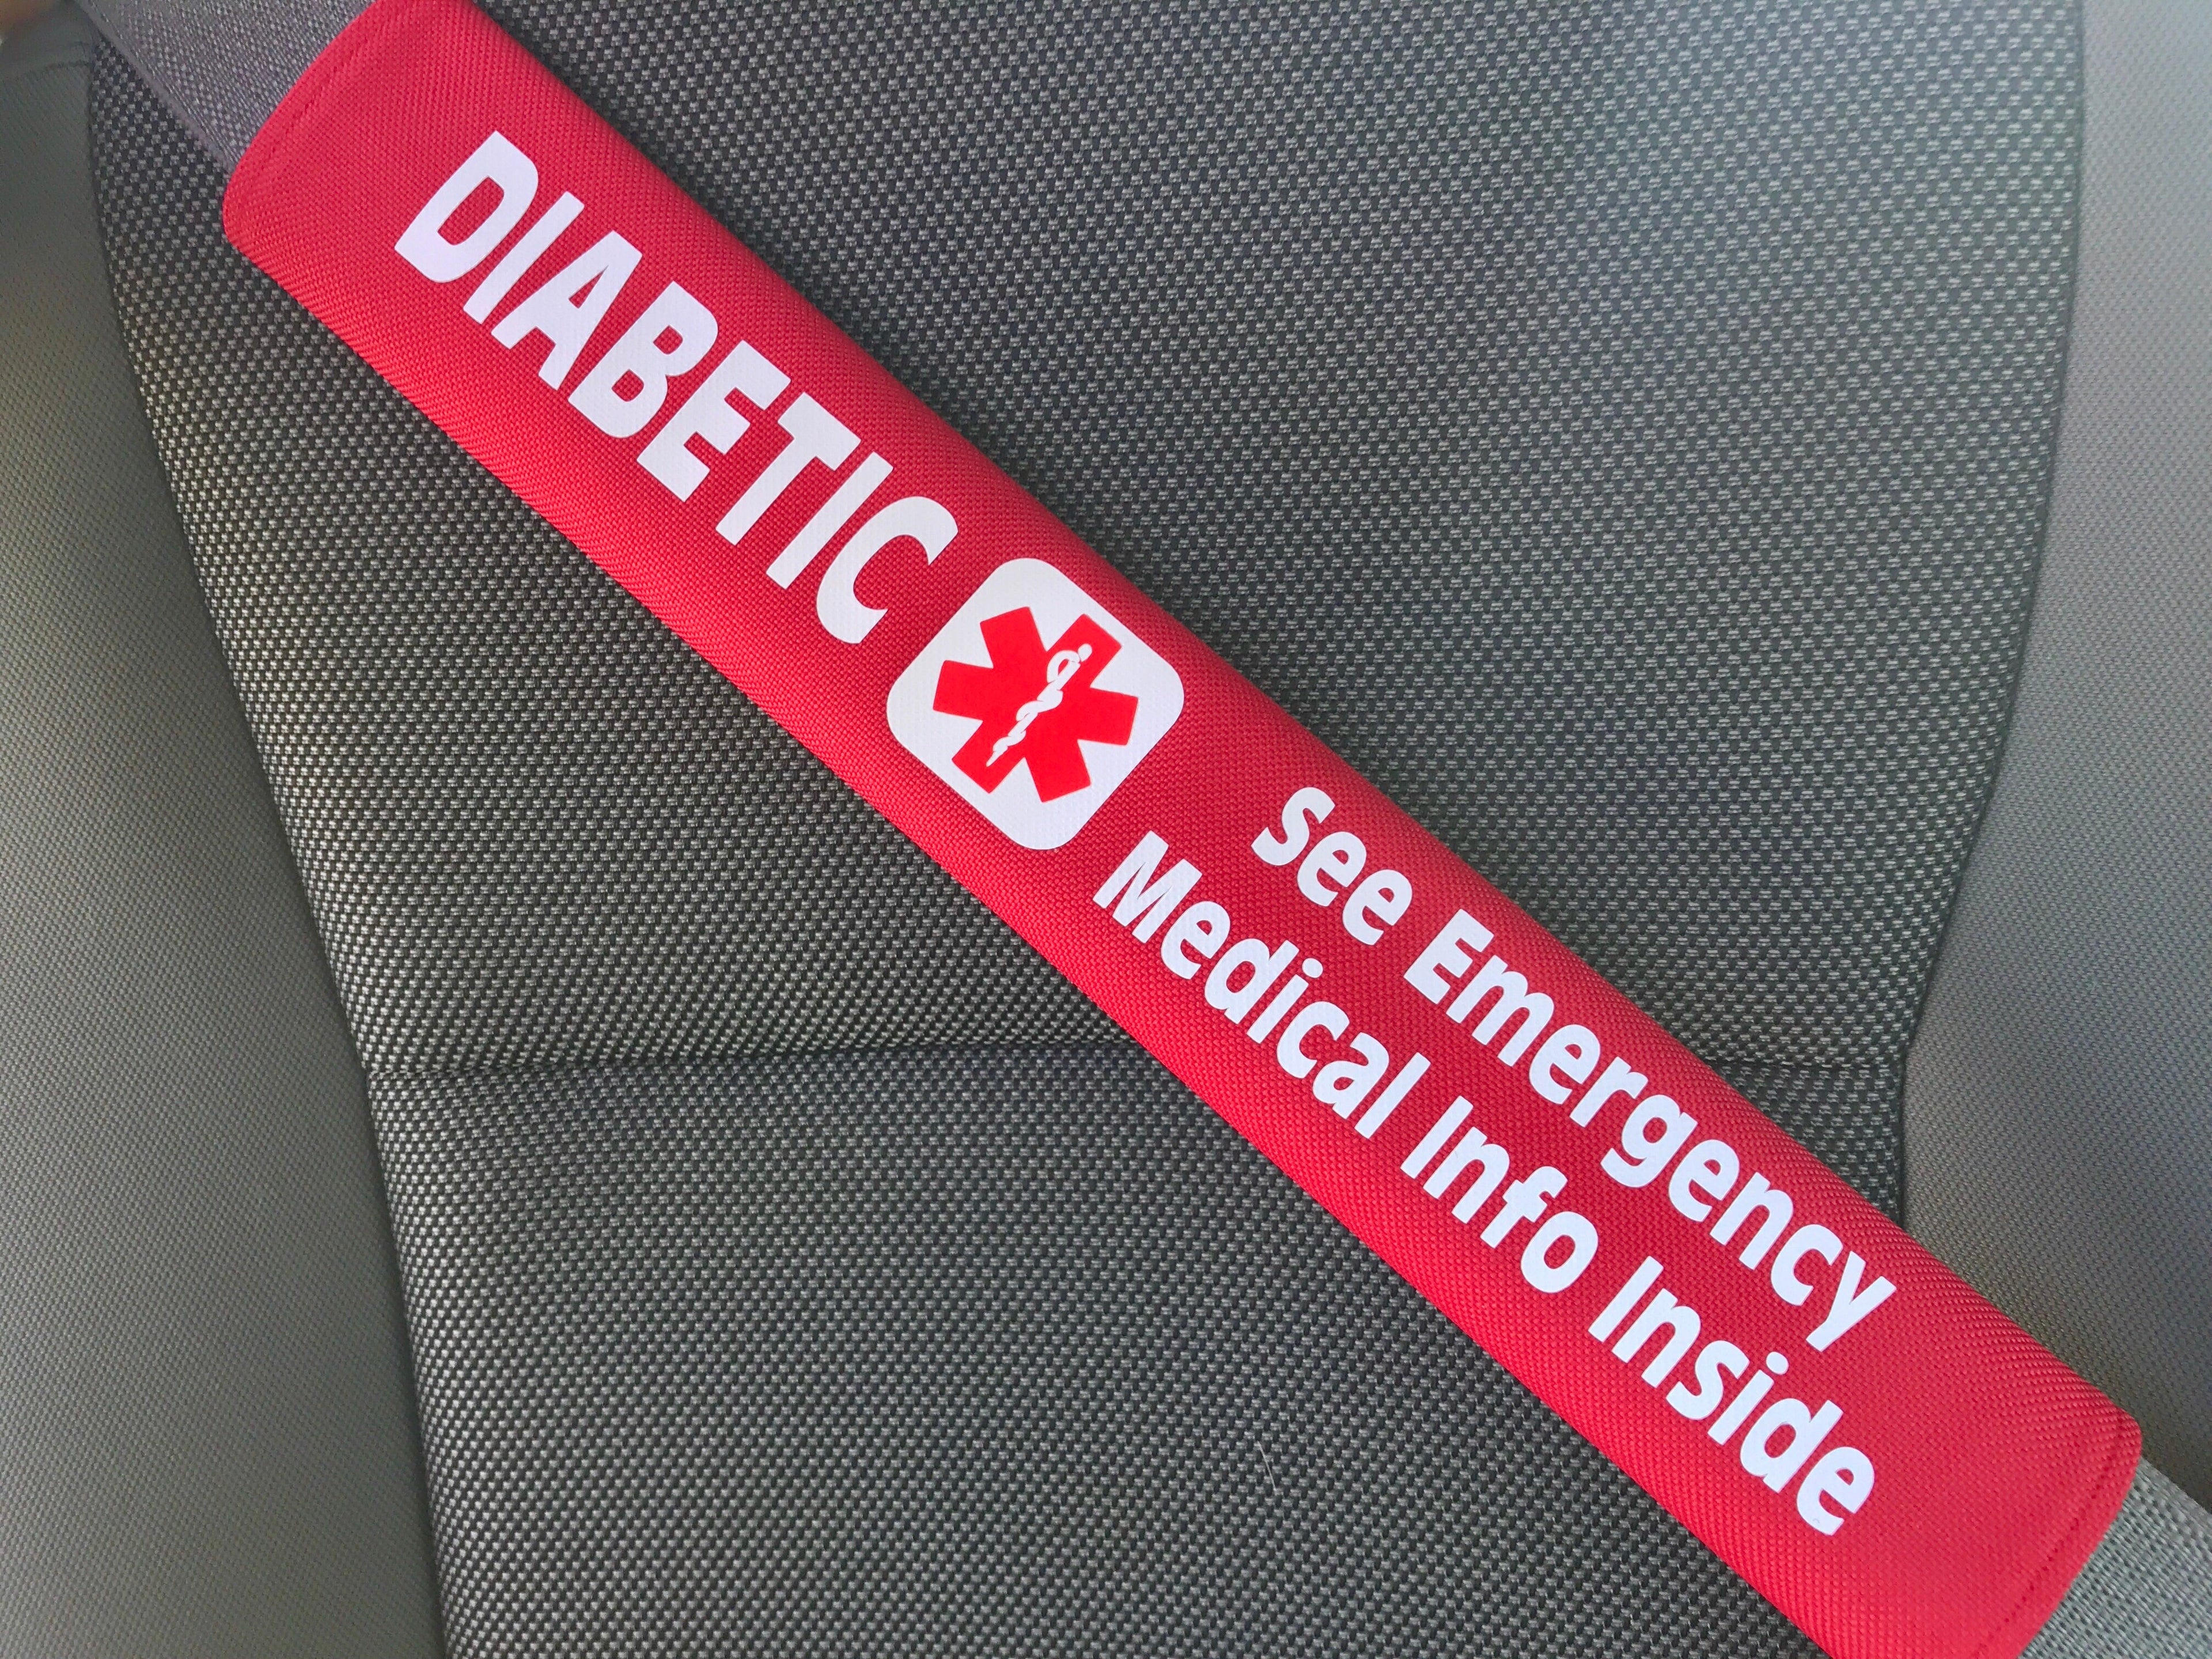 DIABETIC
See Emergency
Medical Info Inside